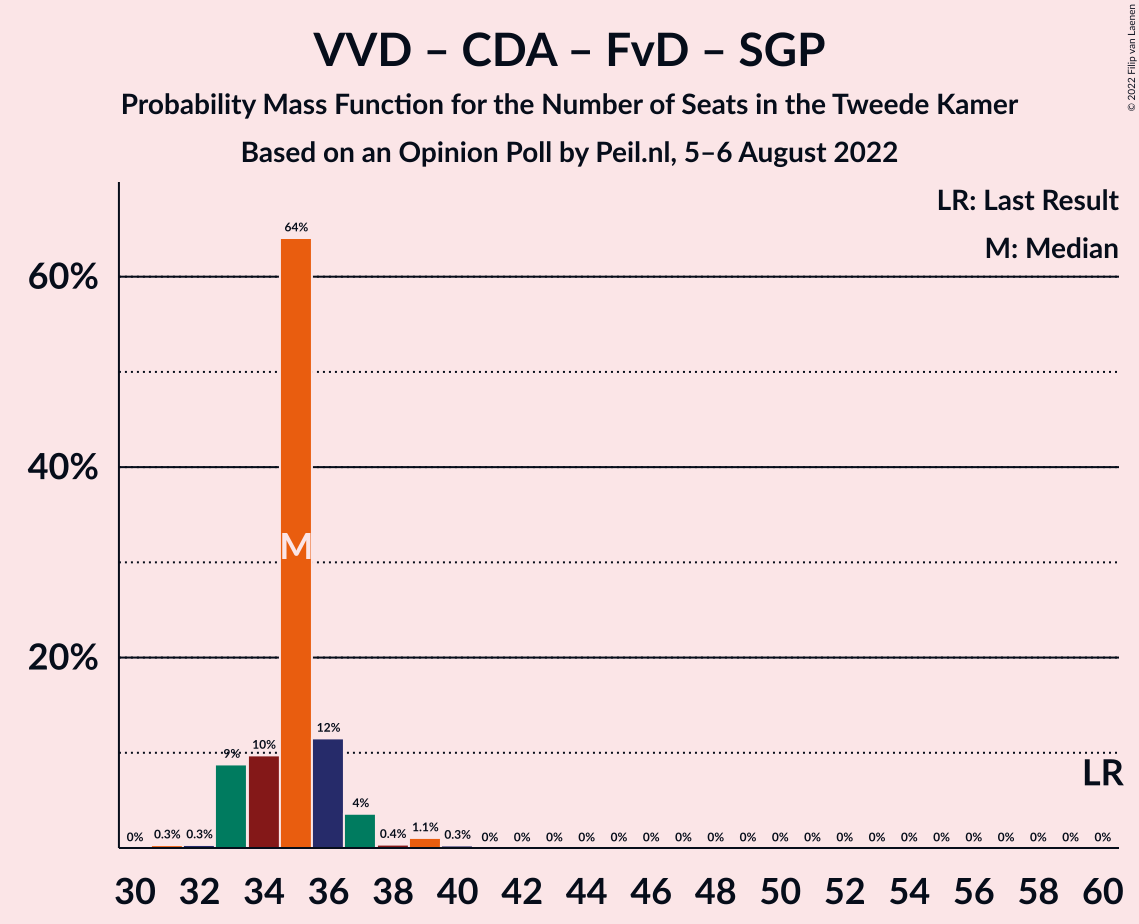 VVD – CDA – FvD – SGP
Probability Mass Function for the Number of Seats in the Tweede Kamer
Based on an Opinion Poll by Peil.nl, 5–6 August 2022
© 2022 Filip van Laenen
LR: Last Result
M: Median
60%
40%
20%
64%
M
9%
10%
12%
4%
0%
0.3%
0.3%
0.4%
1.1%
0.3%
0% 0% 0% 0% 0% 0% 0% 0% 0% 0% 0% 0% 0% 0% 0% 0% 0% 0% 0% 0%
LR
30 32 34 36 38 40 42 44 46 48 50 52 54 56 58 60